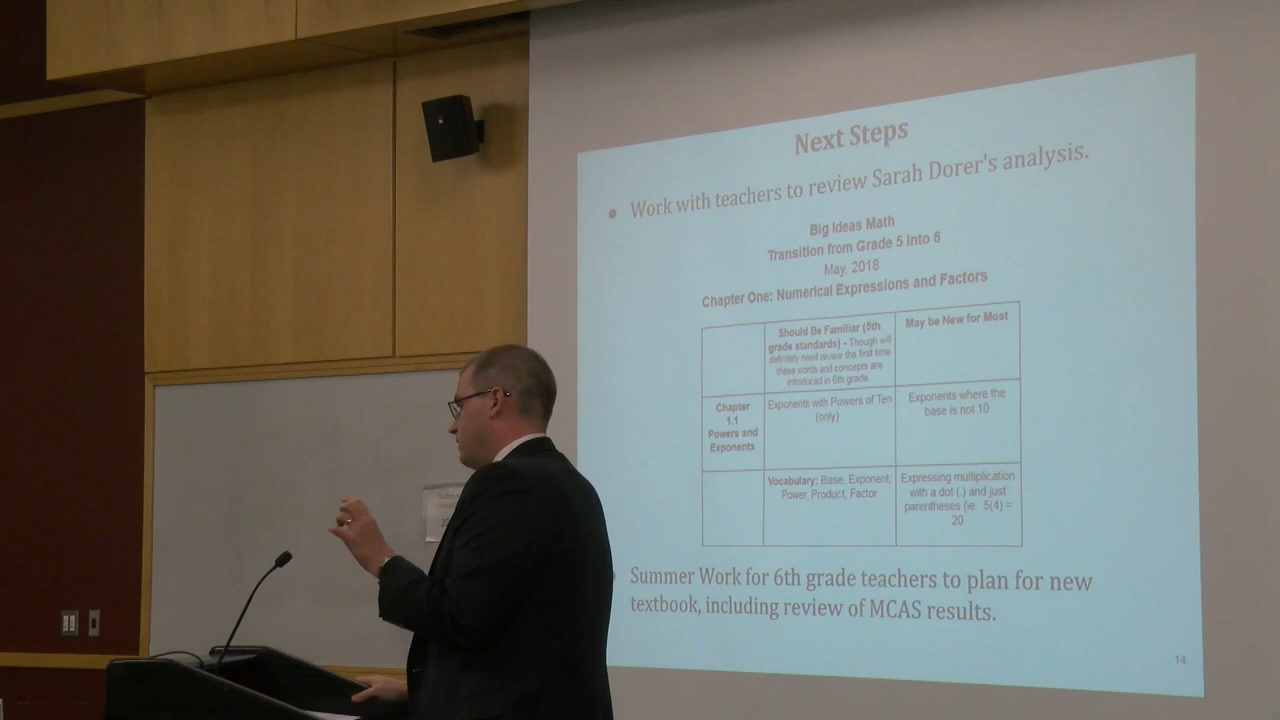 Next Steps
● Work with teachers to review Sarah Dorer's analysis.
Big Ideas Math
Transition from Grade 5 into 6
May, 2018
Chapter One: Numerical Expressions and Factors
Should Be Familiar (5th
grade standards) - Though will
definitely need review the first time
these words and concepts are
introduced in 6th grade.
May be New for Most
Chapter
1.1
Powers and
Exponents
Exponents with Powers of Ten
(only)
Exponents where the
base is not 10
Vocabulary: Base, Exponent,
Power, Product, Factor
Expressing multiplication
with a dot (.) and just
parentheses (ie. 5(4) =
20
Summer Work for 6th grade teachers to plan for new
textbook, including review of MCAS results.
14